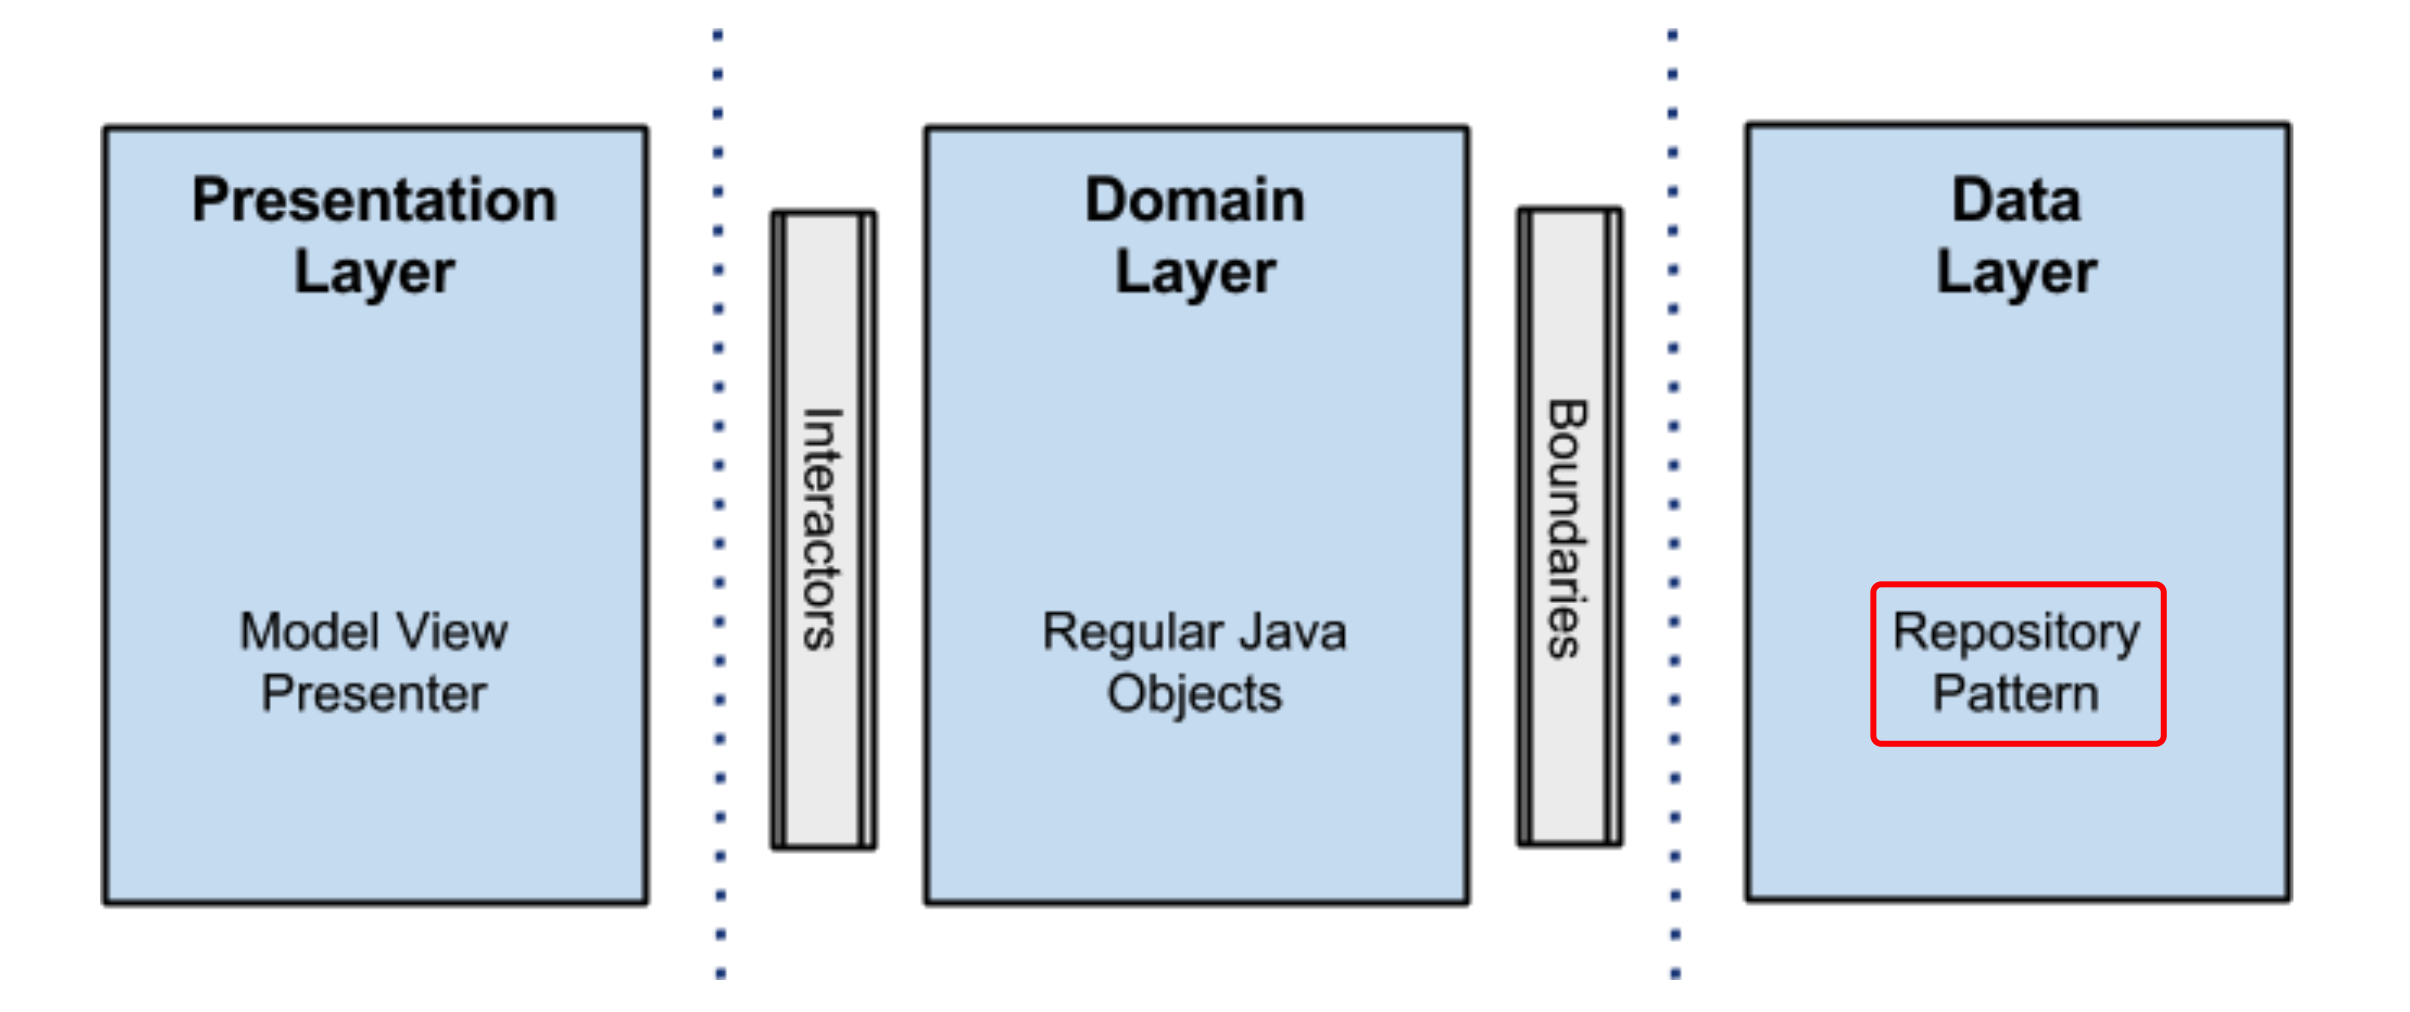 Presentation
Layer
Model View
Presenter
Interactors
Domain
Layer
Regular Java
Objects
Boundaries
Data
Layer
Repository
Pattern